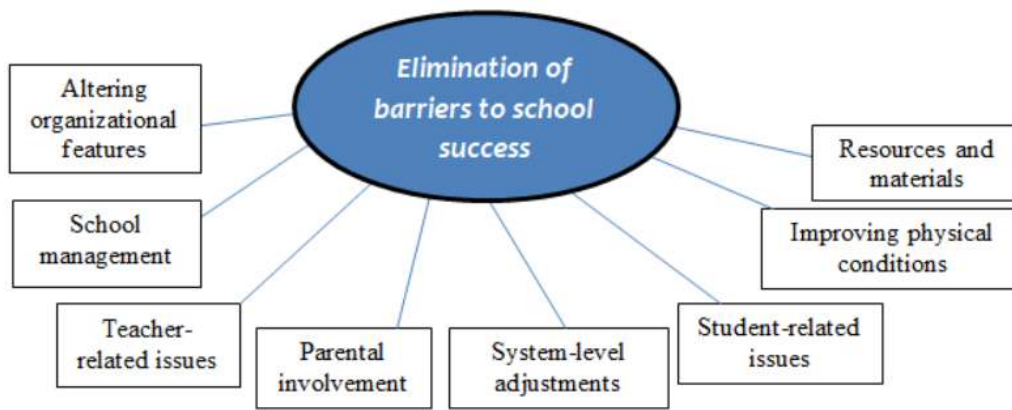 Elimination of
barriers to school
success
Altering
organizational
features
School
management
Teacher-
related issues
Parental
involvement
System-level
adjustments
Student-related
issues
Improving physical
conditions
Resources and
materials